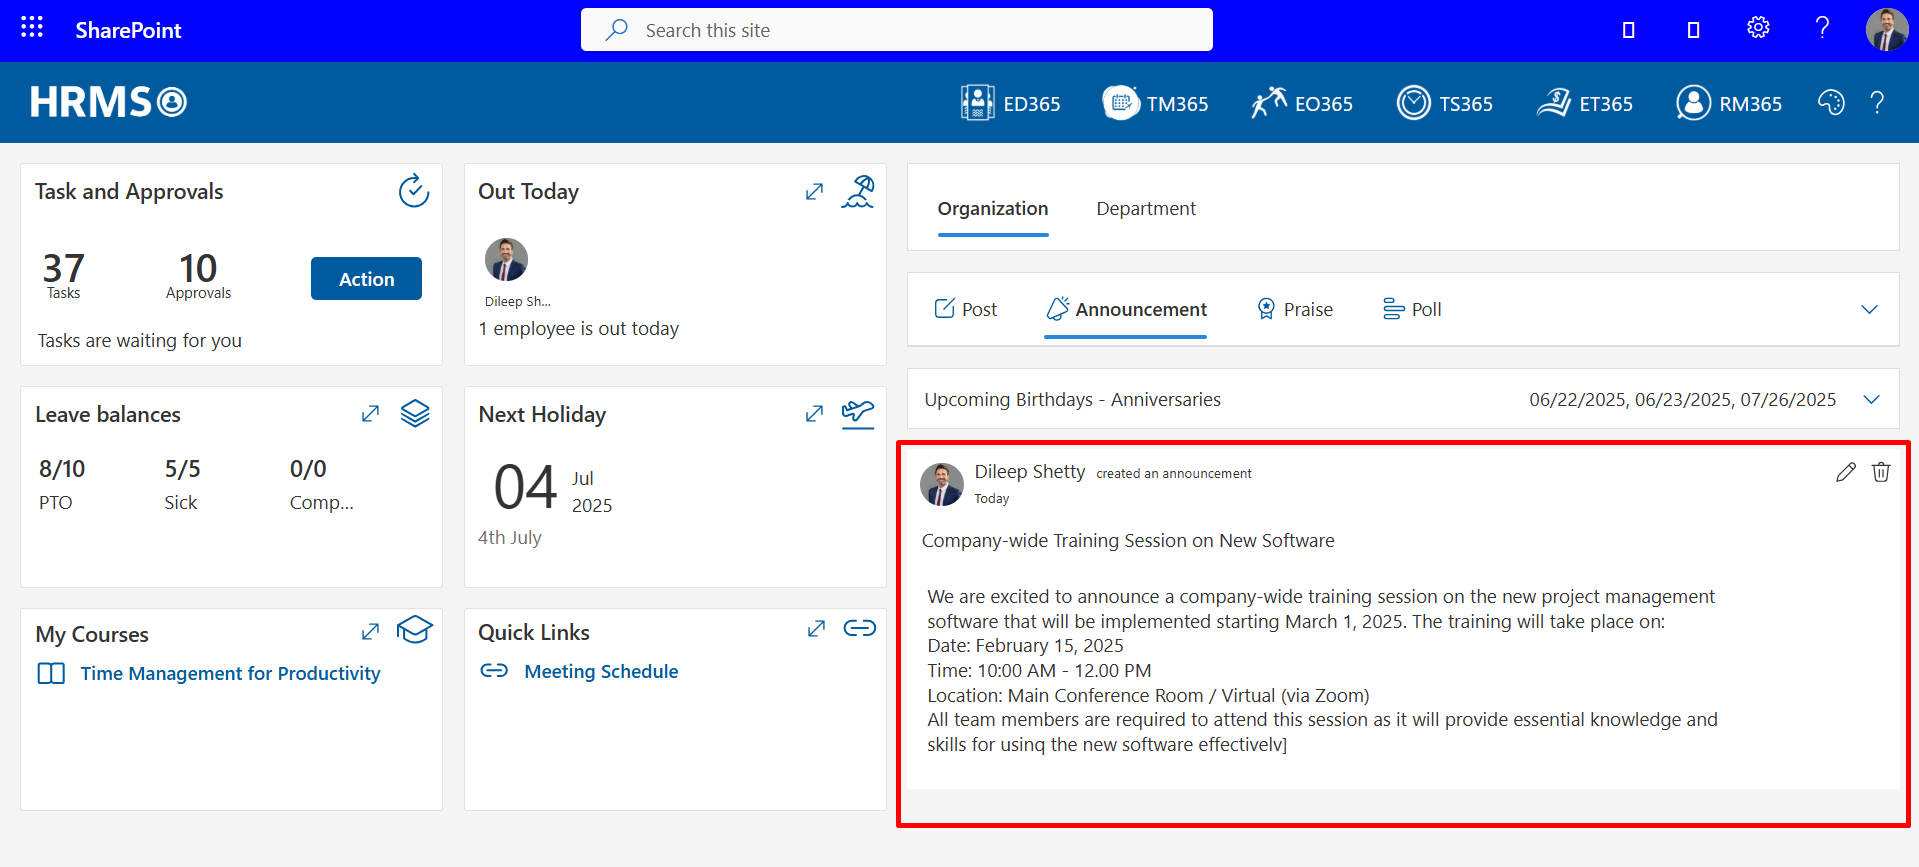 SharePoint
Search this site
HRMS
ED365
TM365
EO365
TS365
ET365
RM365
Task and Approvals
37
Tasks
10
Approvals
Action
Tasks are waiting for you
Out Today
Dileep Sh...
1 employee is out today
Leave balances
8/10
PTO
5/5
Sick
0/0
Comp...
Next Holiday
04
Jul
2025
4th July
My Courses
Time Management for Productivity
Quick Links
Meeting Schedule
Organization
Department
Post
Announcement
Praise
Poll
Upcoming Birthdays - Anniversaries
06/22/2025, 06/23/2025, 07/26/2025
Dileep Shetty created an announcement
Today
Company-wide Training Session on New Software
We are excited to announce a company-wide training session on the new project management
software that will be implemented starting March 1, 2025. The training will take place on:
Date: February 15, 2025
Time: 10:00 AM - 12.00 PM
Location: Main Conference Room / Virtual (via Zoom)
All team members are required to attend this session as it will provide essential knowledge and
skills for using the new software effectively]